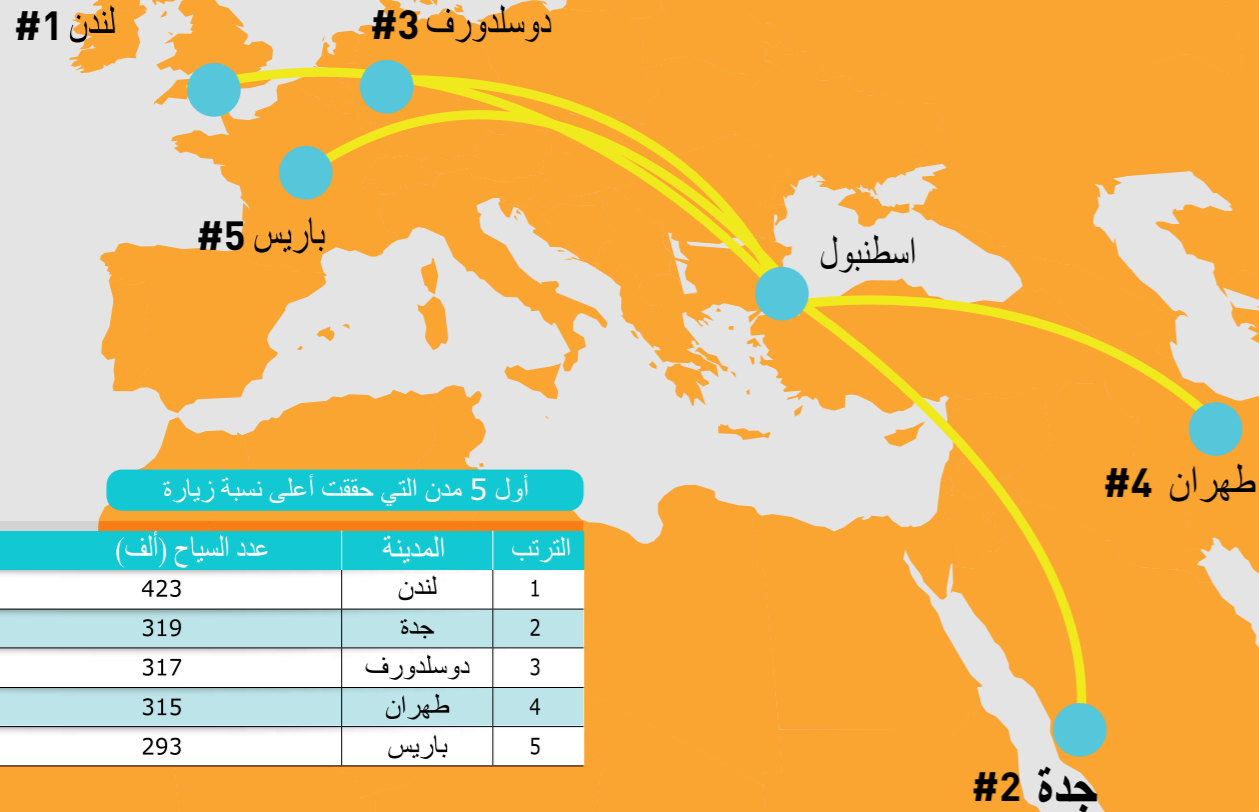 لندن #1
دوسلدورف #3
باريس #5
اسطنبول
طهران #4
جدة #2
أول 5 مدن التي حققت أعلى نسبة زيارة
الترتب المدينة عدد السياح (ألف)
1 لندن 423
2 جدة 319
3 دوسلدورف 317
4 طهران 315
5 باريس 293